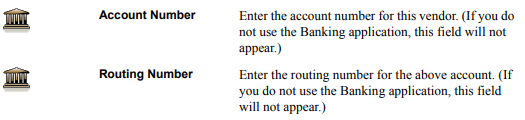 Account Number Enter the account number for this vendor. (If you do
not use the Banking application, this field will not
appear.)
Routing Number Enter the routing number for the above account. (If
you do not use the Banking application, this field
will not appear.)